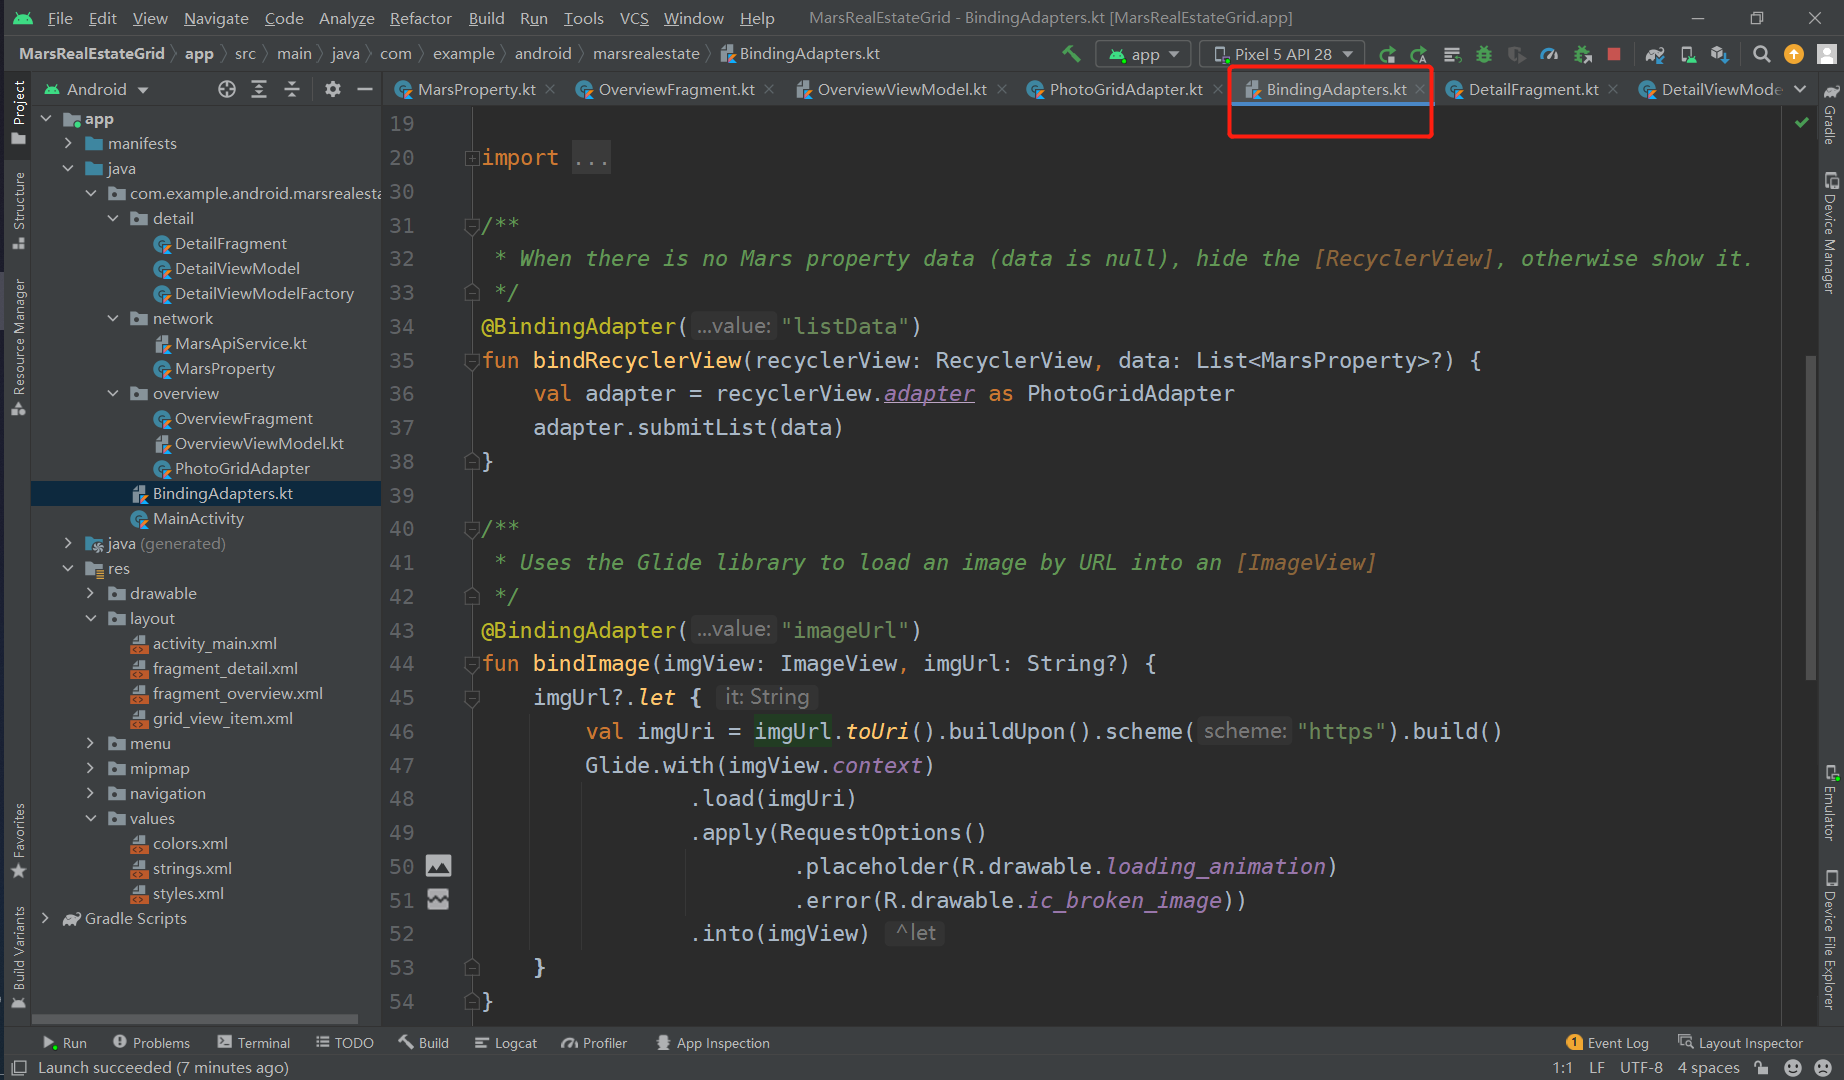 File Edit View Navigate Code Analyze Refactor Build Run Tools VCS Window Help MarsRealEstateGrid - BindingAdapters.kt [MarsRealEstateGrid.app]
MarsRealEstateGrid app src main java com example android marsrealestate BindingAdapters.kt app Pixel 5 API 28
Android
MarsProperty.kt OverviewFragment.kt OverviewViewModel.kt PhotoGridAdapter.kt BindingAdapters.kt DetailFragment.kt DetailViewMode
Project
Structure
Resource Manager
Favorites
Build Variants
app
manifests
java
com.example.android.marsrealesta
detail
DetailFragment
DetailViewModel
DetailViewModelFactory
network
MarsApiService.kt
MarsProperty
overview
OverviewFragment
OverviewViewModel.kt
PhotoGridAdapter
BindingAdapters.kt
MainActivity
java (generated)
res
drawable
layout
activity_main.xml
fragment_detail.xml
fragment_overview.xml
grid_view_item.xml
menu
mipmap
navigation
values
colors.xml
strings.xml
styles.xml
Gradle Scripts
19
20 import ...
30
31 /**
32 * When there is no Mars property data (data is null), hide the [RecyclerView], otherwise show it.
33 */
34 @BindingAdapter( ...value: "listData")
35 fun bindRecyclerView(recyclerView: RecyclerView, data: List<MarsProperty>?) {
36 val adapter = recyclerView.adapter as PhotoGridAdapter
37 adapter.submitList(data)
38 }
39
40 /**
41 * Uses the Glide library to load an image by URL into an [ImageView]
42 */
43 @BindingAdapter( ...value: "imageUrl")
44 fun bindImage(imgView: ImageView, imgUrl: String?) {
45 imgUrl?.let { it: String
46 val imgUri = imgUrl.toUri().buildUpon().scheme( scheme: "https").build()
47 Glide.with(imgView.context)
48 .load(imgUri)
49 .apply(RequestOptions()
50 .placeholder(R.drawable.loading_animation)
51 .error(R.drawable.ic_broken_image))
52 .into(imgView) ^let
53 }
54 }
Gradle
Device Manager
Emulator
Device File Explorer
Run Problems Terminal TODO Build Logcat Profiler App Inspection 1 Event Log Layout Inspector
Launch succeeded (7 minutes ago) 1:1 LF UTF-8 4 spaces